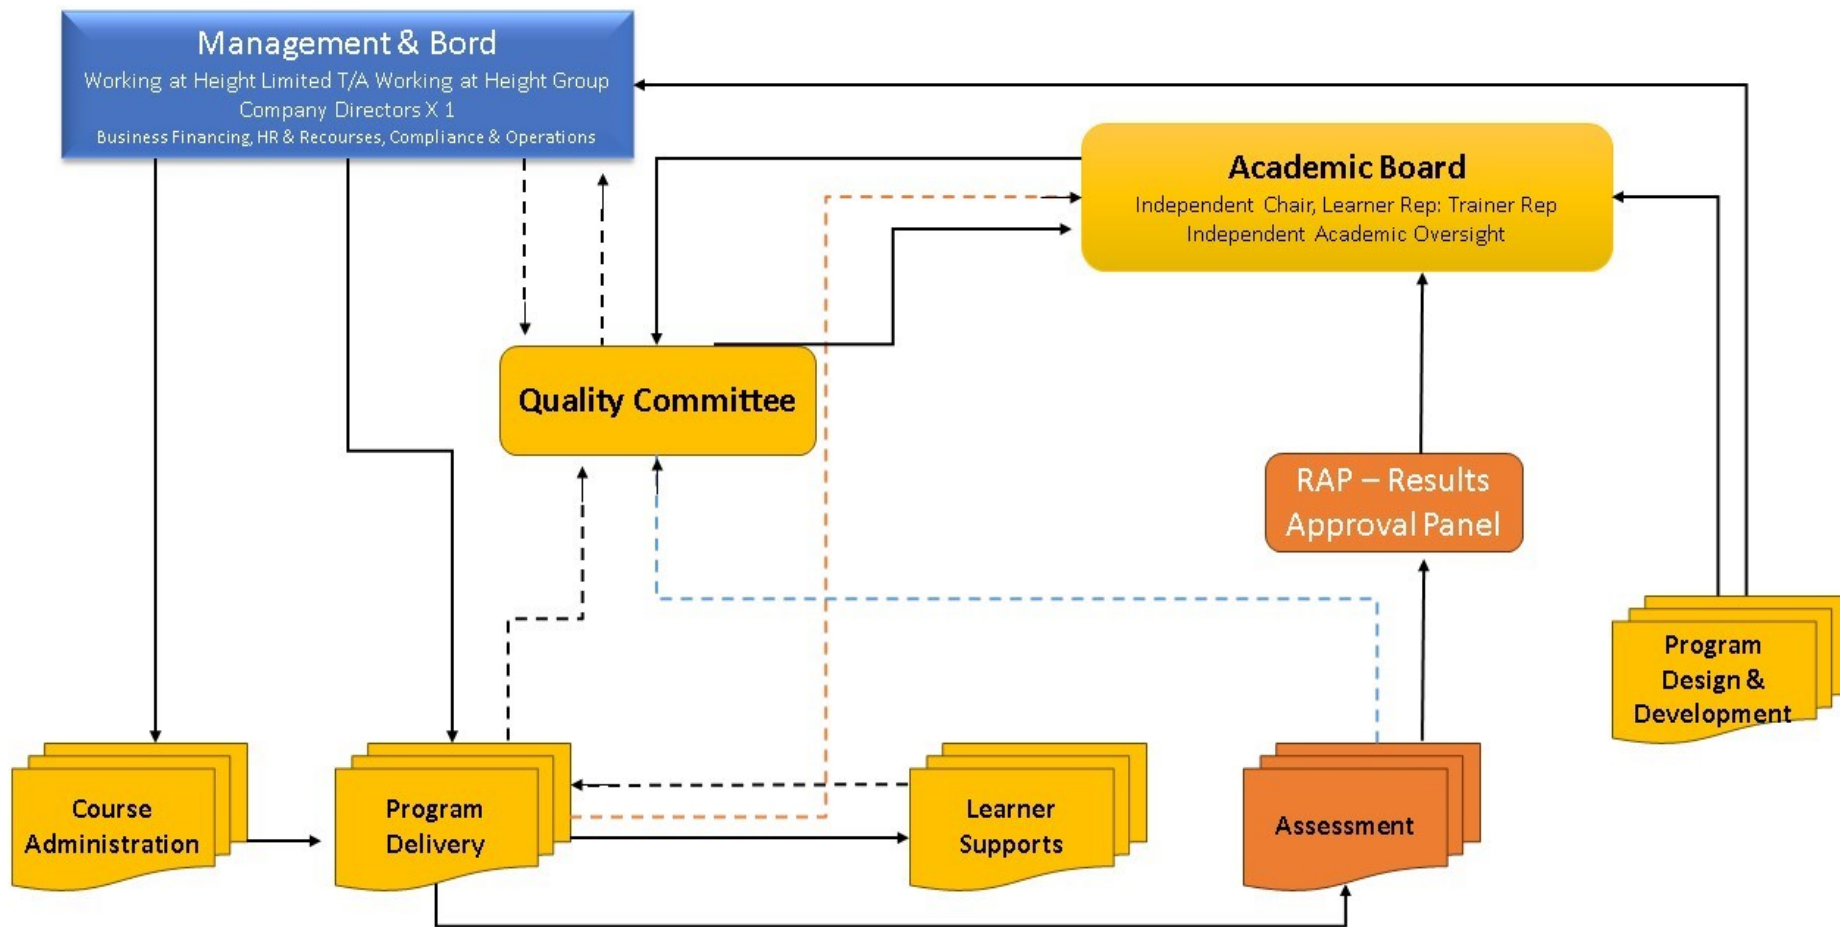 Management & Bord
Working at Height Limited T/A Working at Height Group
Company Directors X 1
Business Financing, HR & Recourses, Compliance & Operations
Academic Board
Independent Chair, Learner Rep: Trainer Rep
Independent Academic Oversight
Quality Committee
RAP – Results
Approval Panel
Program
Design &
Development
Course
Administration
Program
Delivery
Learner
Supports
Assessment